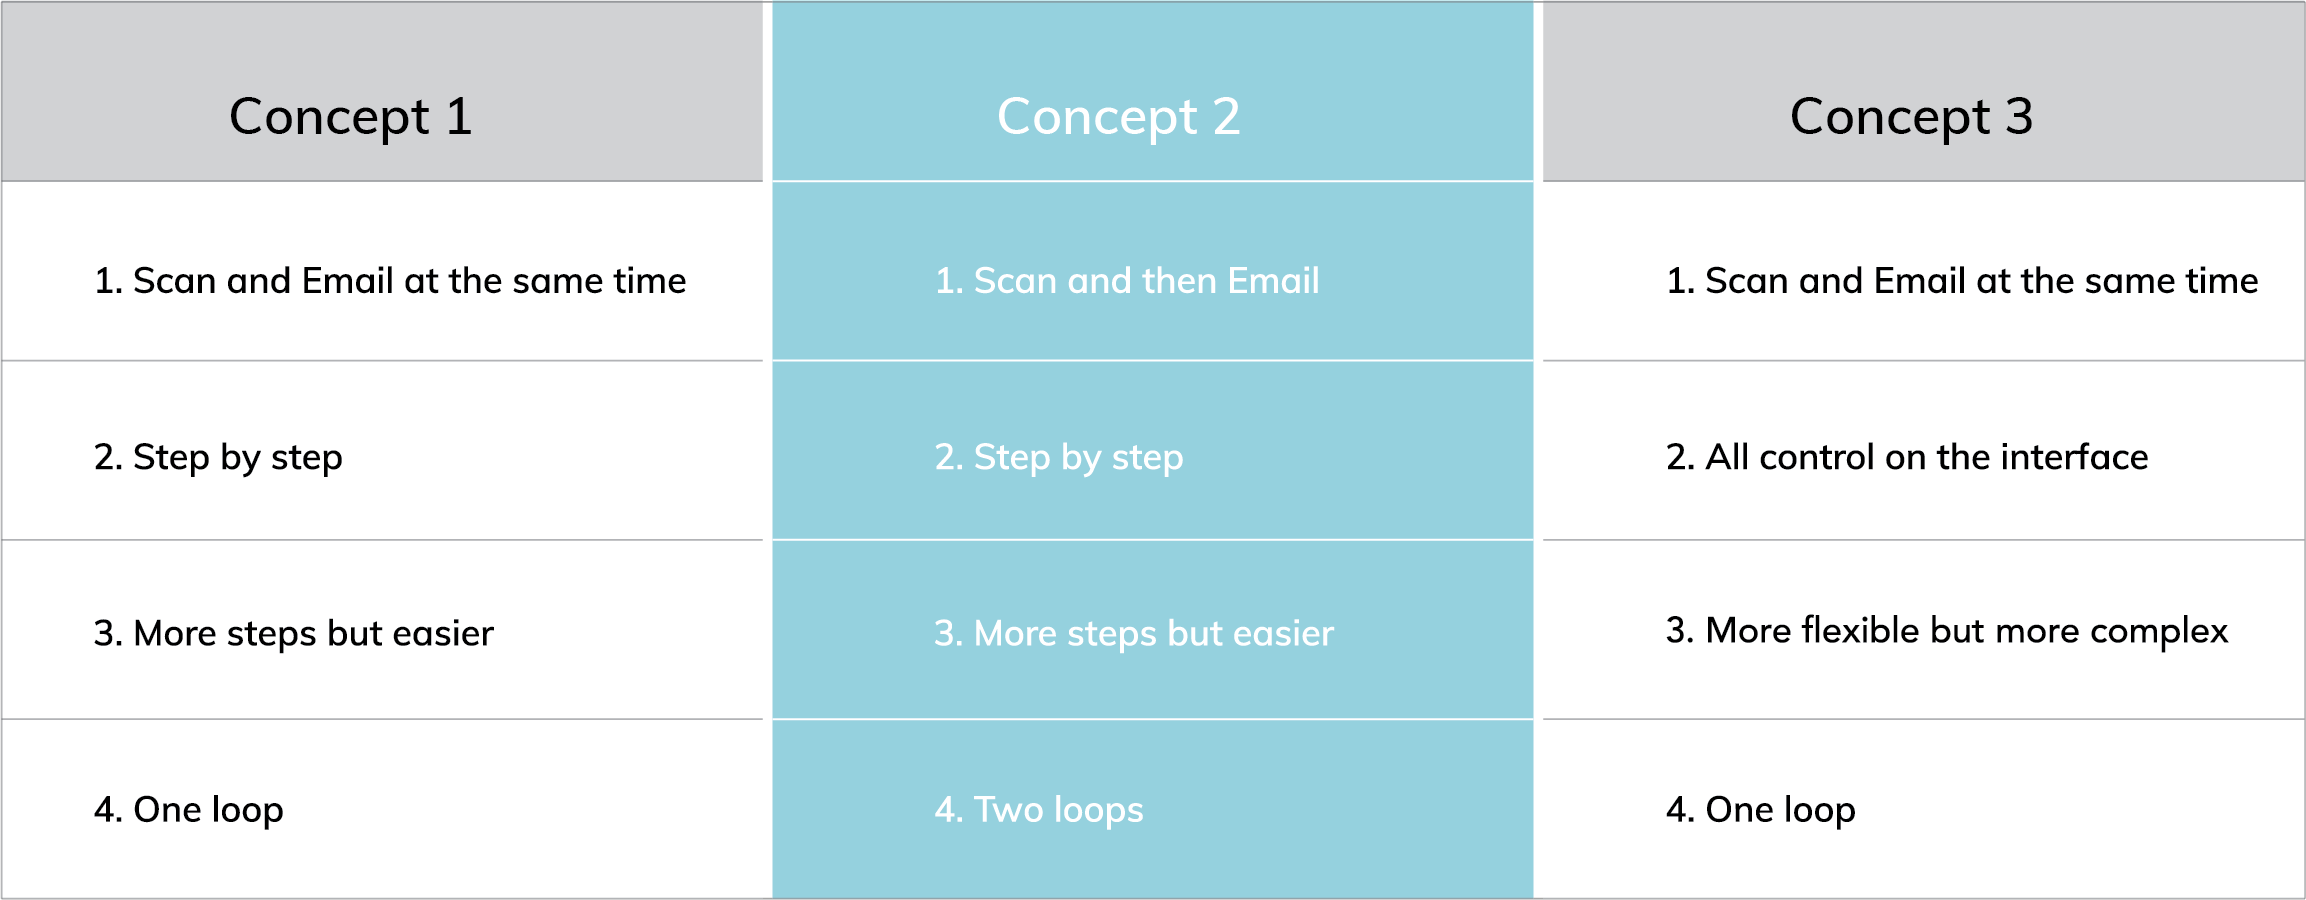 Concept 1
Concept 2
Concept 3
1. Scan and Email at the same time
1. Scan and then Email
1. Scan and Email at the same time
2. Step by step
2. Step by step
2. All control on the interface
3. More steps but easier
3. More steps but easier
3. More flexible but more complex
4. One loop
4. Two loops
4. One loop